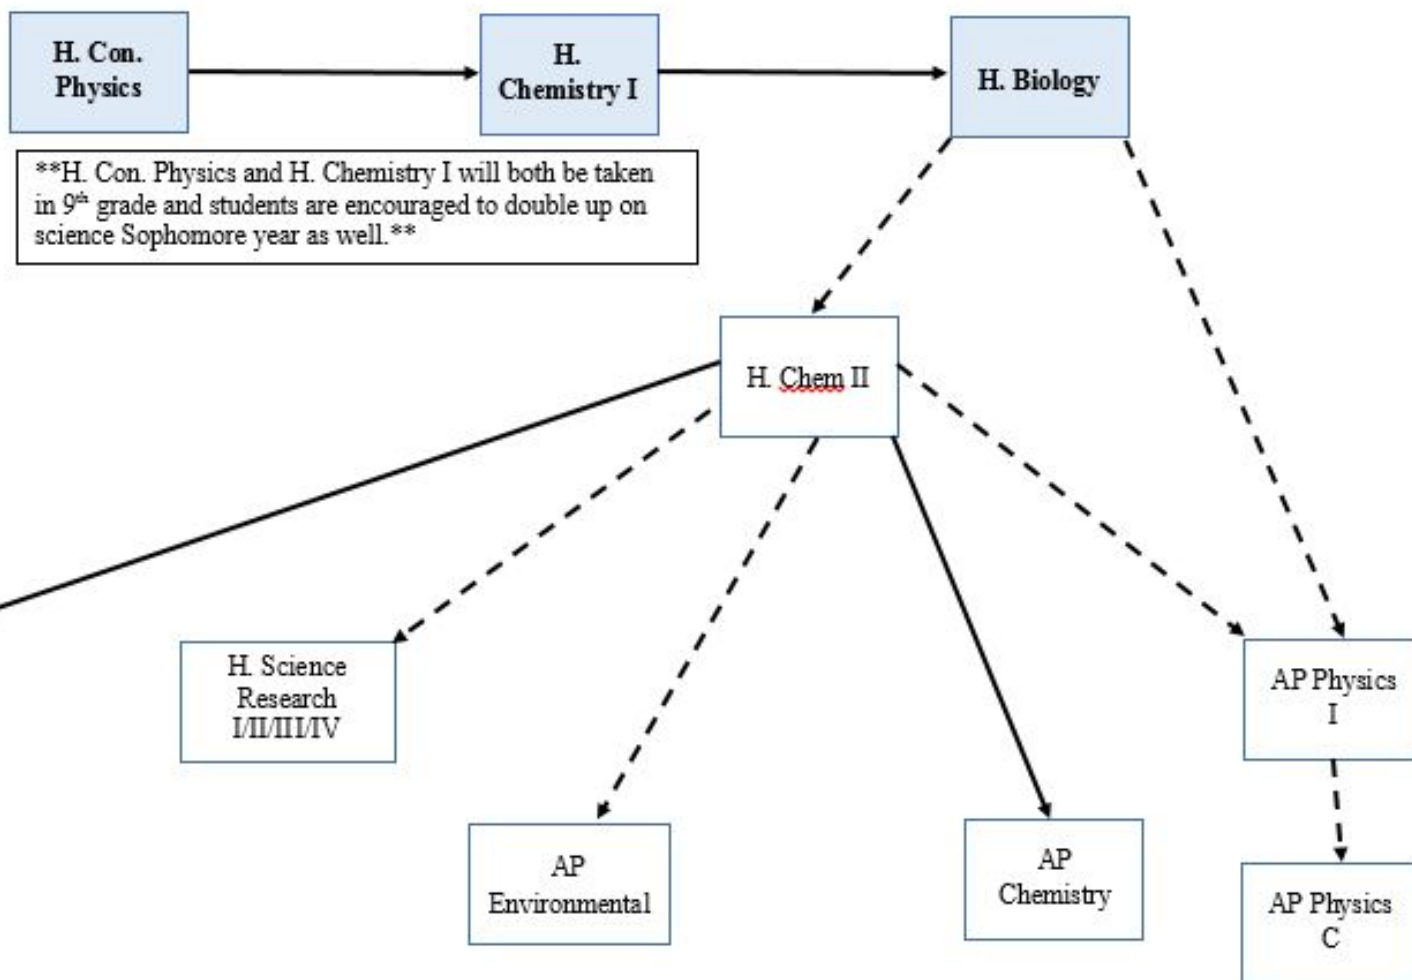 H. Con.
Physics
H.
Chemistry I
H. Biology
**H. Con. Physics and H. Chemistry I will both be taken
in 9th grade and students are encouraged to double up on
science Sophomore year as well.**
H. Chem II
H. Science
Research
I/II/III/IV
AP Physics
I
AP
Environmental
AP
Chemistry
AP Physics
C